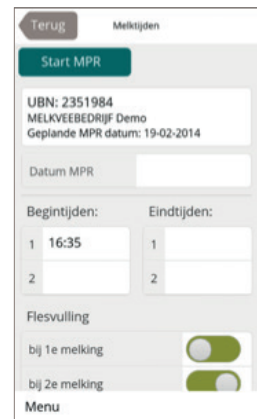 Terug Melktijden
Start MPR
UBN: 2351984
MELKVEEBEDRIJF Demo
Geplande MPR datum: 19-02-2014
Datum MPR
Begintijden: Eindtijden:
1 16:35 1
2 2
Flesvulling
bij 1e melking
bij 2e melking
Menu